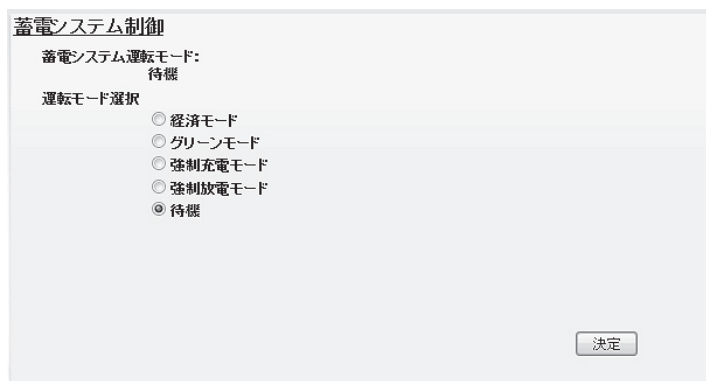 蓄電システム制御
蓄電システム運転モード:
待機
運転モード選択
経済モード
グリーンモード
強制充電モード
強制放電モード
待機
決定